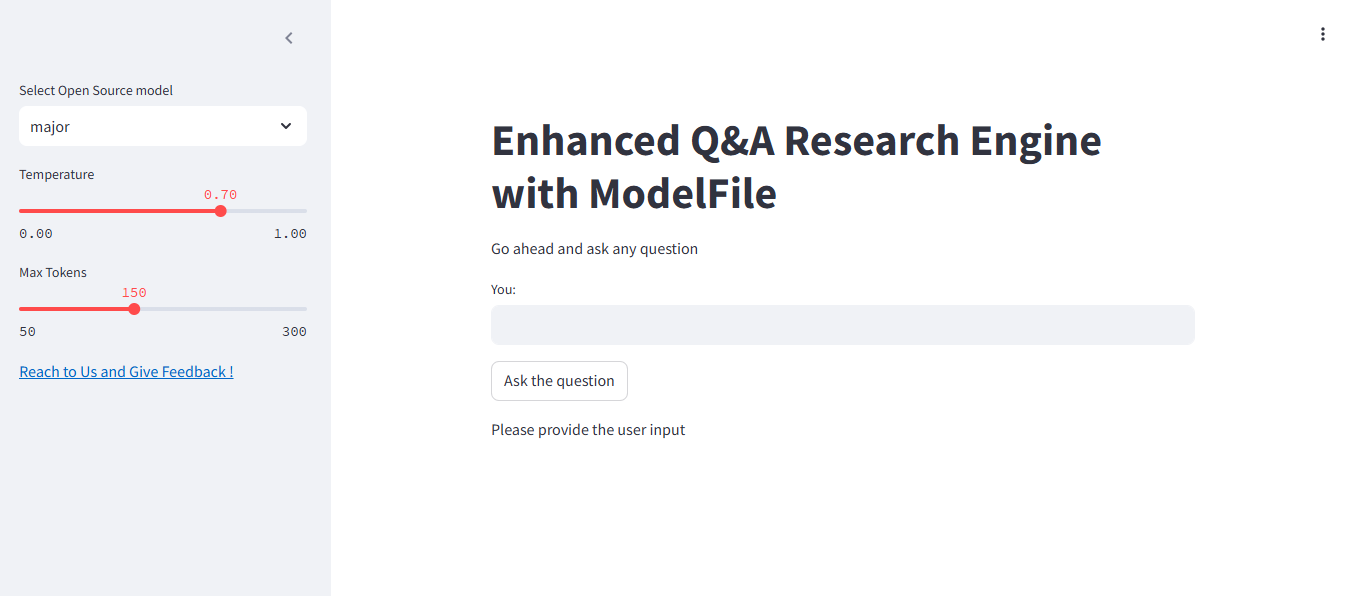 Select Open Source model
major
Temperature
0.70
0.00 1.00
Max Tokens
150
50 300
Reach to Us and Give Feedback !
Enhanced Q&A Research Engine
with ModelFile
Go ahead and ask any question
You:
Ask the question
Please provide the user input